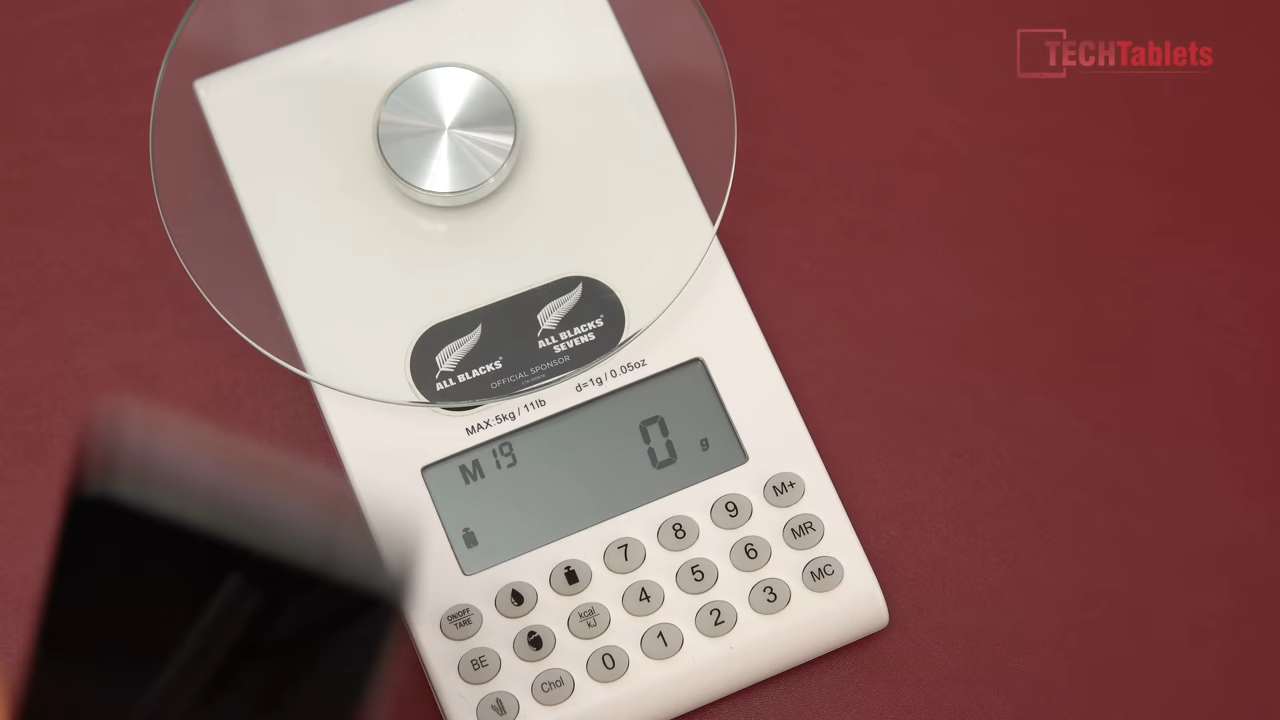 TECHTablets
ALL BLACKS®
ALL BLACKS®
SEVENS
OFFICIAL SPONSOR
MAX:5kg / 11lb
d=1g / 0.05oz
M 19
0 g
7
8
9
M+
ON/OFF
TARE
kcal
kJ
4
5
6
MR
BE
0
1
2
3
MC
Chol